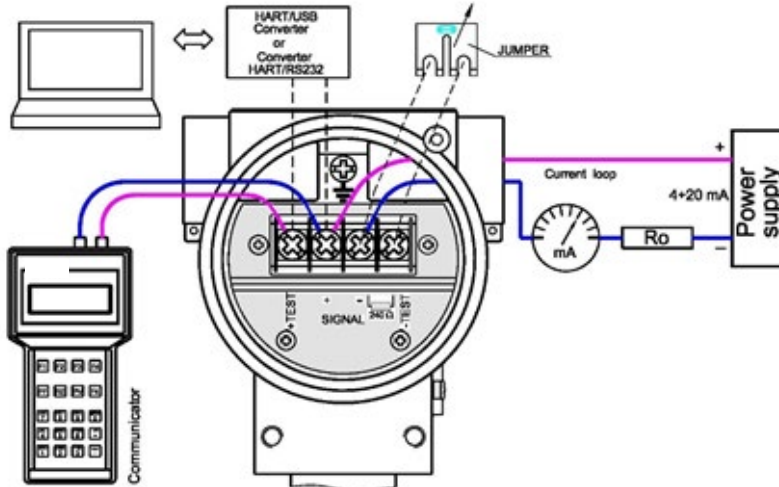 HART/USB
Converter
or
Converter
HART/RS232
JUMPER
+
Current loop
4+20 mA
Power
supply
mA
Ro
–
+TEST
+
-
SIGNAL
240 Ω
-TEST
Communicator